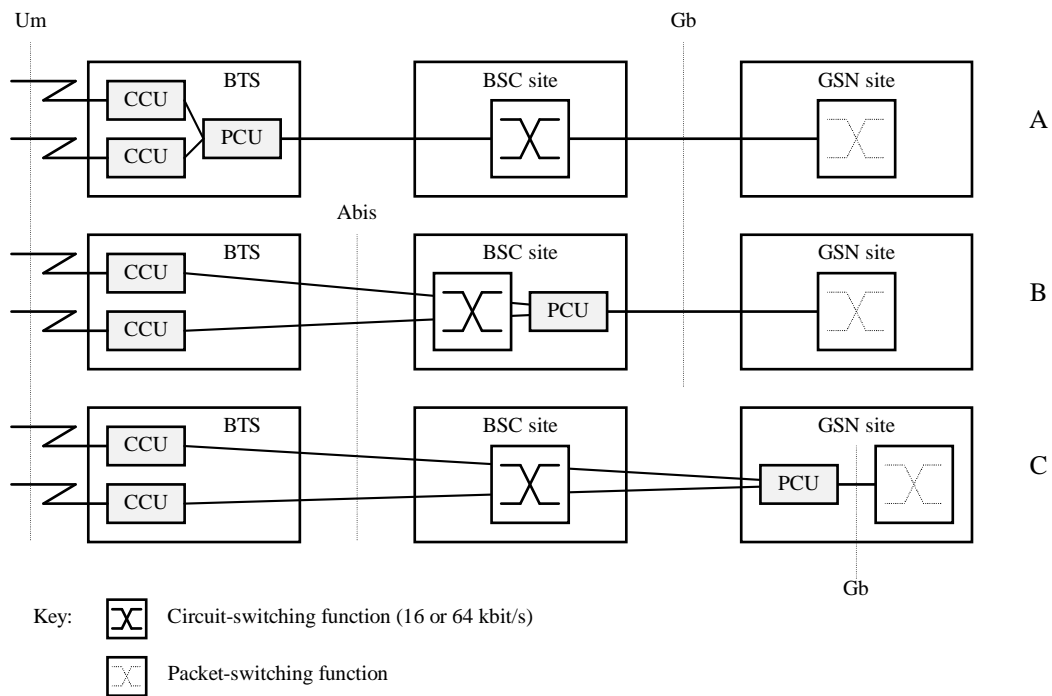 Um
Gb
BTS
BSC site
GSN site
CCU
CCU
PCU
A
Abis
BTS
BSC site
GSN site
CCU
CCU
PCU
B
BTS
BSC site
GSN site
CCU
CCU
PCU
C
Gb
Key:
Circuit-switching function (16 or 64 kbit/s)
Packet-switching function